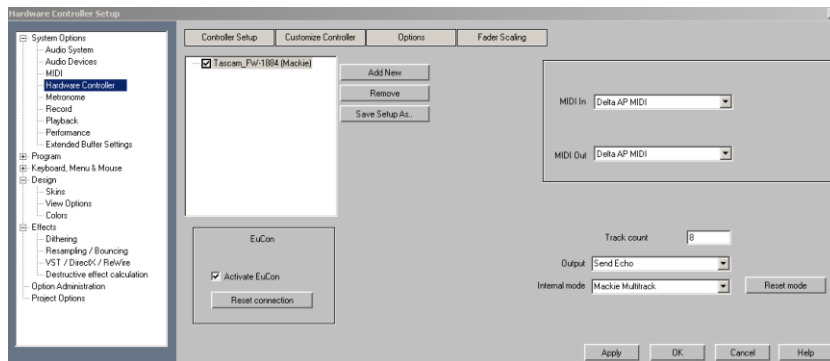 Hardware Controller Setup
System Options
Audio System
Audio Devices
MIDI
Hardware Controller
Metronome
Record
Playback
Performance
Extended Buffer Settings
Program
Keyboard, Menu & Mouse
Design
Skins
View Options
Colors
Effects
Dithering
Resampling / Bouncing
VST / DirectX / ReWire
Destructive effect calculation
Option Administration
Project Options
Controller Setup
Customize Controller
Options
Fader Scaling
Tascam_FW-1884 (Mackie)
Add New
Remove
Save Setup As..
MIDI In Delta AP MIDI
MIDI Out Delta AP MIDI
EuCon
Activate EuCon
Reset connection
Track count 8
Output Send Echo
Internal mode Mackie Multitrack Reset mode
Apply OK Cancel Help